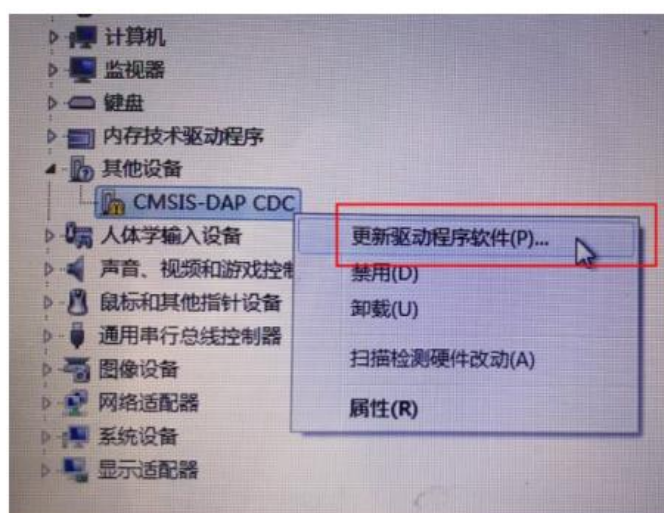 计算机
监视器
键盘
内存技术驱动程序
其他设备
CMSIS-DAP CDC
人体学输入设备
声音、视频和游戏控制
鼠标和其他指针设备
通用串行总线控制器
图像设备
网络适配器
系统设备
显示适配器
更新驱动程序软件(P)...
禁用(D)
卸载(U)
扫描检测硬件改动(A)
属性(R)